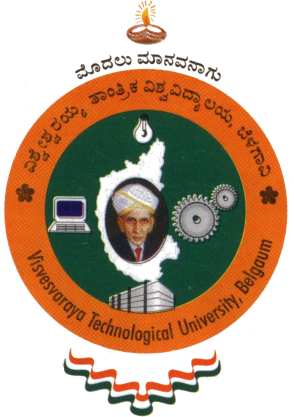 ಮೊದಲು ಮಾನವನಾಗು
ವಿಶ್ವೇಶ್ವರಯ್ಯ ತಾಂತ್ರಿಕ ವಿಶ್ವವಿದ್ಯಾಲಯ, ಬೆಳಗಾವಿ
Visvesvaraya Technological University, Belgaum